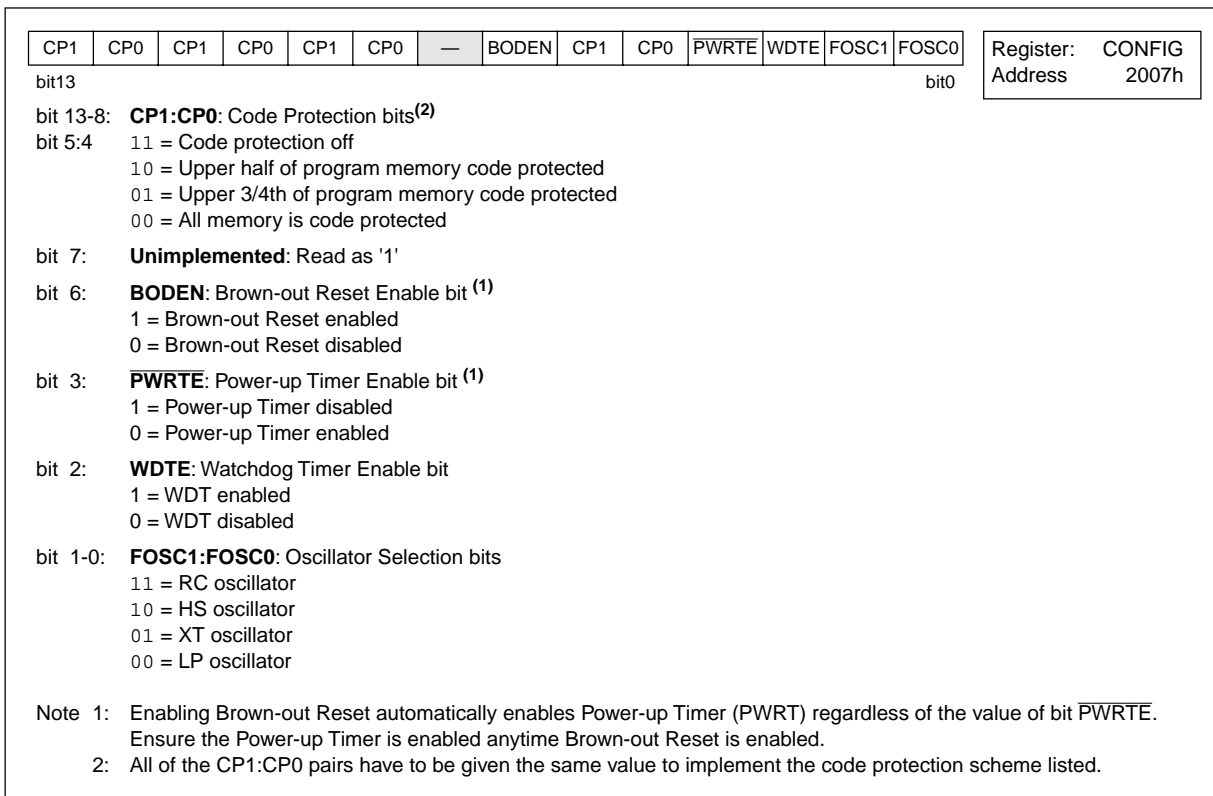 CP1 CP0 CP1 CP0 CP1 CP0 — BODEN CP1 CP0 PWRTE WDTE FOSC1 FOSC0
bit13 bit0
Register: CONFIG
Address 2007h
bit 13-8: CP1:CP0: Code Protection bits(2)
bit 5:4 11 = Code protection off
10 = Upper half of program memory code protected
01 = Upper 3/4th of program memory code protected
00 = All memory is code protected
bit 7: Unimplemented: Read as '1'
bit 6: BODEN: Brown-out Reset Enable bit (1)
1 = Brown-out Reset enabled
0 = Brown-out Reset disabled
bit 3: PWRTE: Power-up Timer Enable bit (1)
1 = Power-up Timer disabled
0 = Power-up Timer enabled
bit 2: WDTE: Watchdog Timer Enable bit
1 = WDT enabled
0 = WDT disabled
bit 1-0: FOSC1:FOSC0: Oscillator Selection bits
11 = RC oscillator
10 = HS oscillator
01 = XT oscillator
00 = LP oscillator
Note 1: Enabling Brown-out Reset automatically enables Power-up Timer (PWRT) regardless of the value of bit PWRTE.
Ensure the Power-up Timer is enabled anytime Brown-out Reset is enabled.
2: All of the CP1:CP0 pairs have to be given the same value to implement the code protection scheme listed.